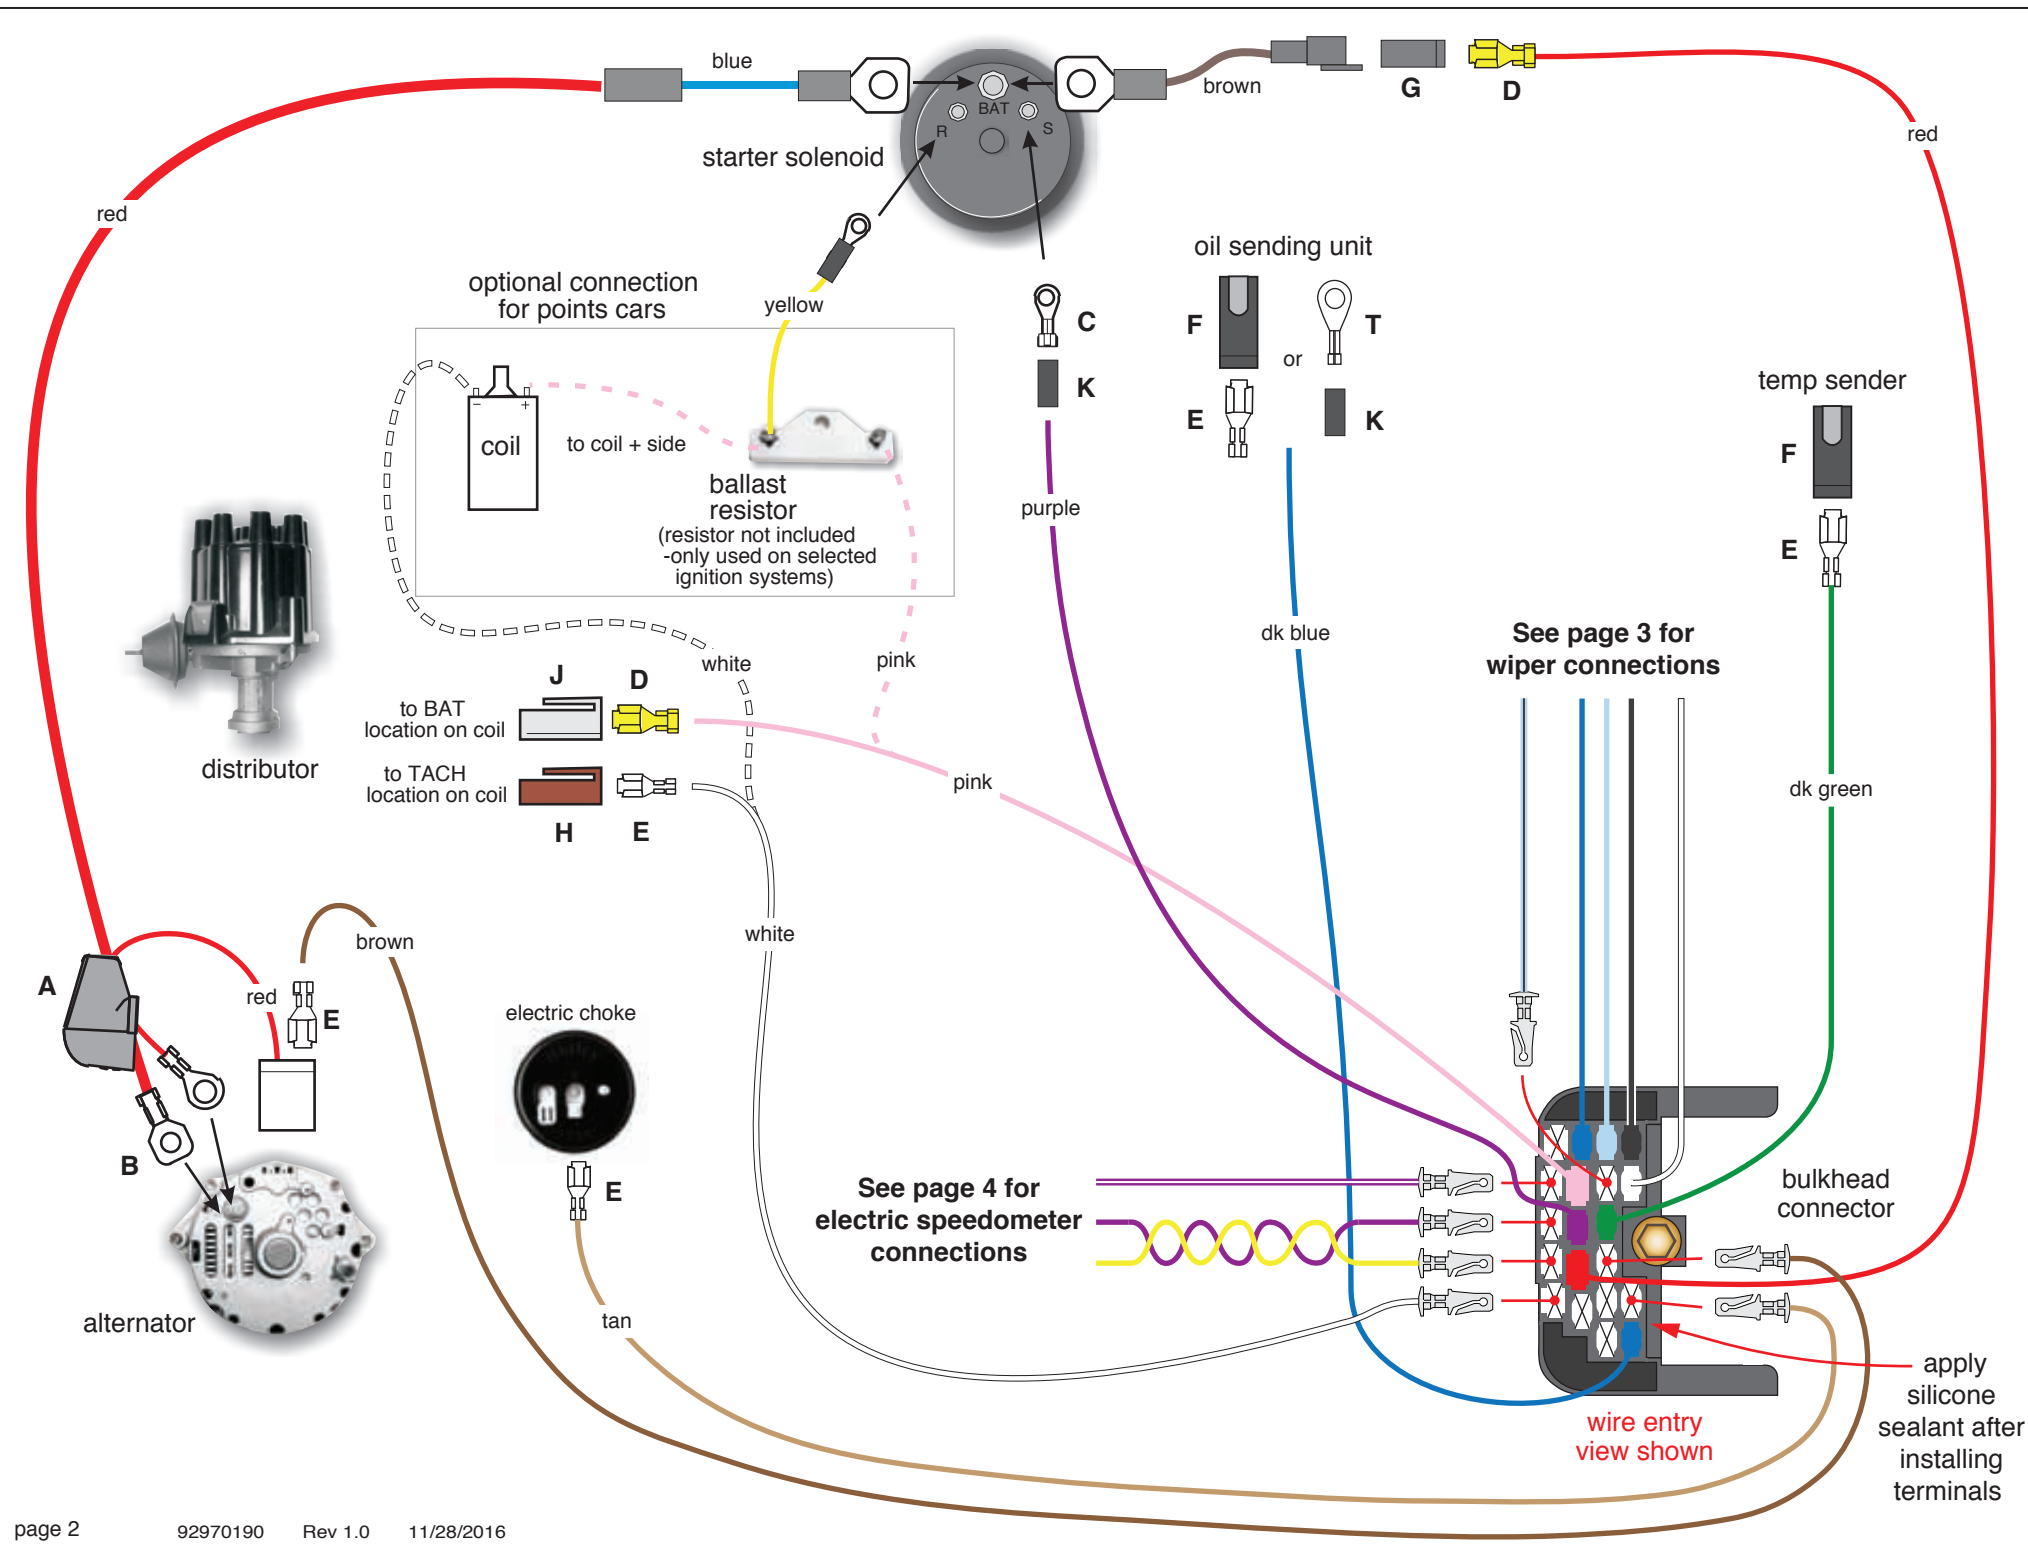 blue
BAT
R
S
starter solenoid
brown
G
D
red
red
optional connection
for points cars
yellow
coil
-
+
to coil + side
ballast
resistor
(resistor not included
-only used on selected
ignition systems)
C
K
purple
oil sending unit
F
T
or
E
K
dk blue
temp sender
F
E
dk green
See page 3 for
wiper connections
distributor
white
pink
J
D
to BAT
location on coil
to TACH
location on coil
H
E
pink
white
brown
A
red
E
B
alternator
electric choke
E
tan
See page 4 for
electric speedometer
connections
bulkhead
connector
wire entry
view shown
apply
silicone
sealant after
installing
terminals
page 2
92970190
Rev 1.0
11/28/2016